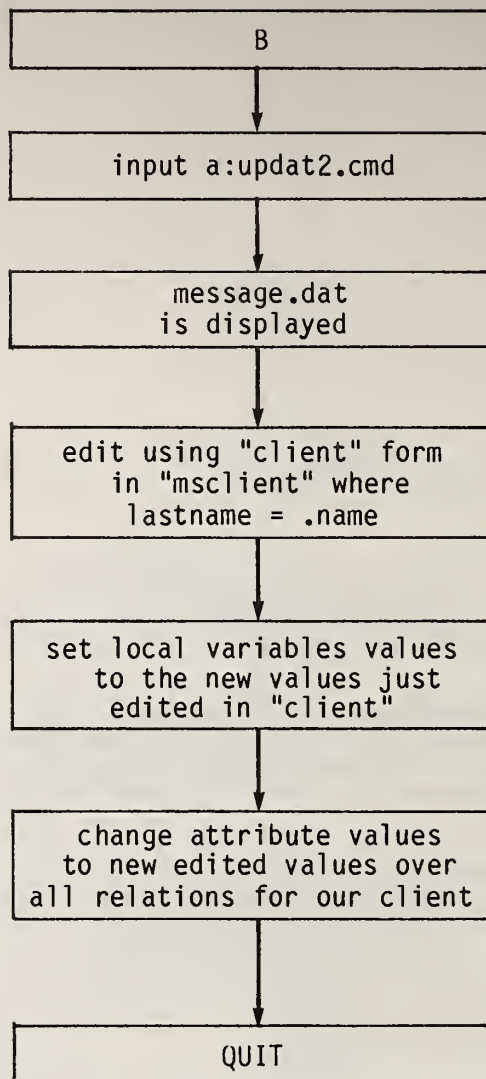 B
input a:updat2.cmd
message.dat
is displayed
edit using "client" form
in "msclient" where
lastname = .name
set local variables values
to the new values just
edited in "client"
change attribute values
to new edited values over
all relations for our client
QUIT